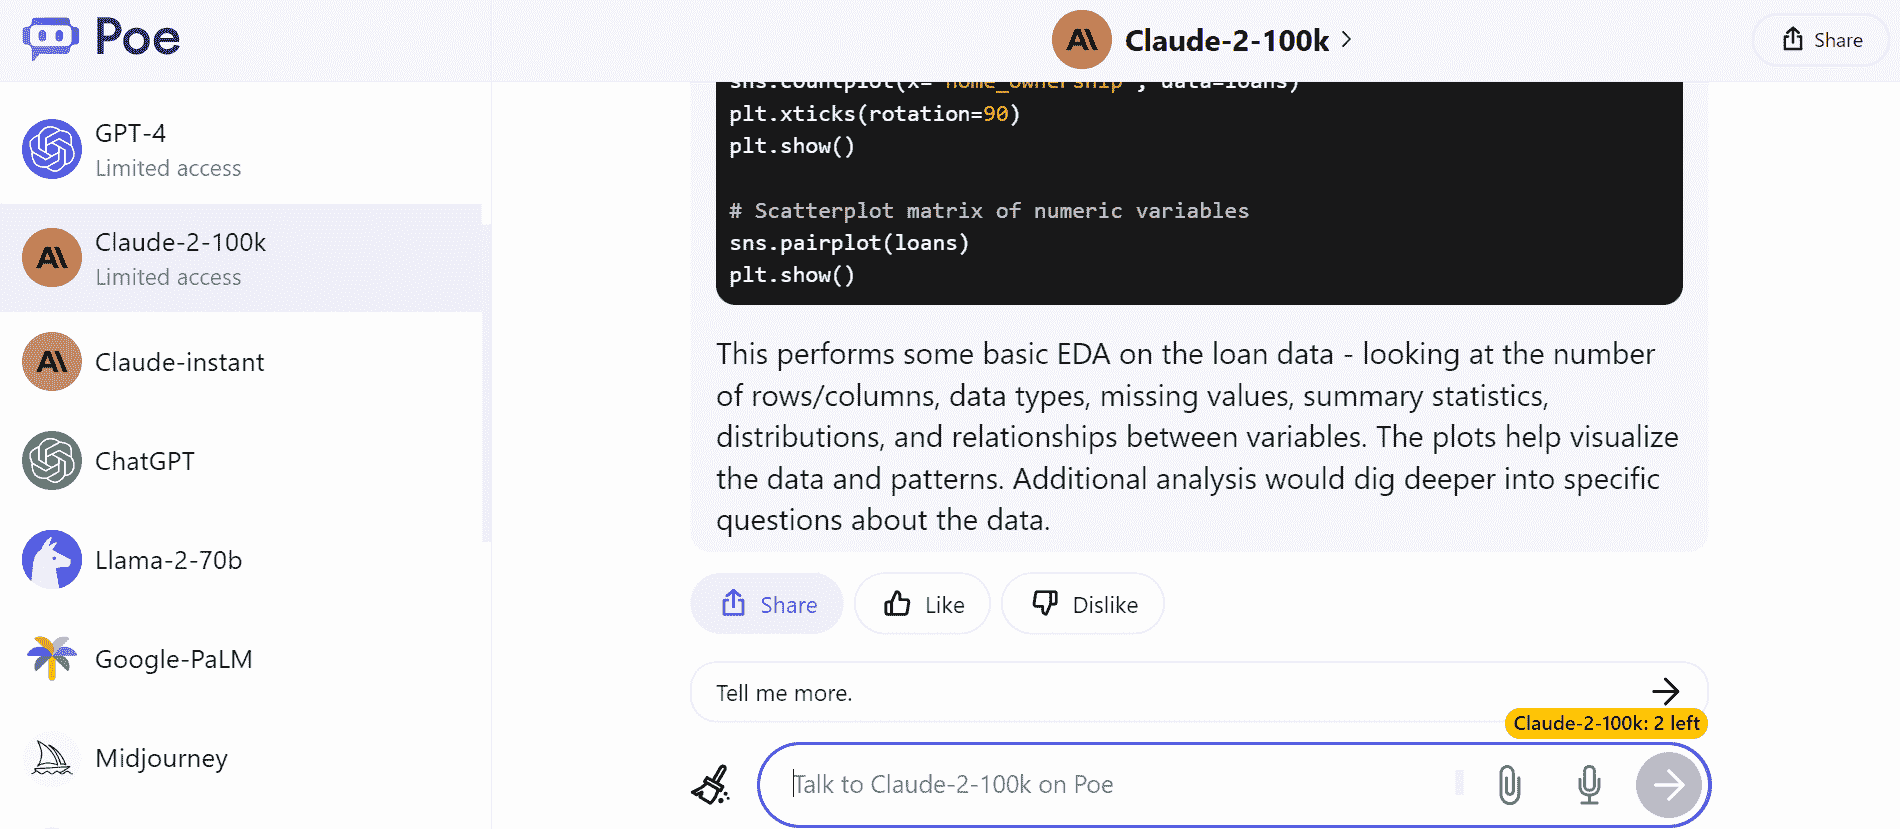 Poe
Claude-2-100k
Share
GPT-4
Limited access
Claude-2-100k
Limited access
Claude-instant
ChatGPT
Llama-2-70b
Google-PaLM
Midjourney
sns.countplot(x='home_ownership', data=loans)
plt.xticks(rotation=90)
plt.show()
# Scatterplot matrix of numeric variables
sns.pairplot(loans)
plt.show()
This performs some basic EDA on the loan data - looking at the number
of rows/columns, data types, missing values, summary statistics,
distributions, and relationships between variables. The plots help visualize
the data and patterns. Additional analysis would dig deeper into specific
questions about the data.
Share
Like
Dislike
Tell me more.
Claude-2-100k: 2 left
Talk to Claude-2-100k on Poe